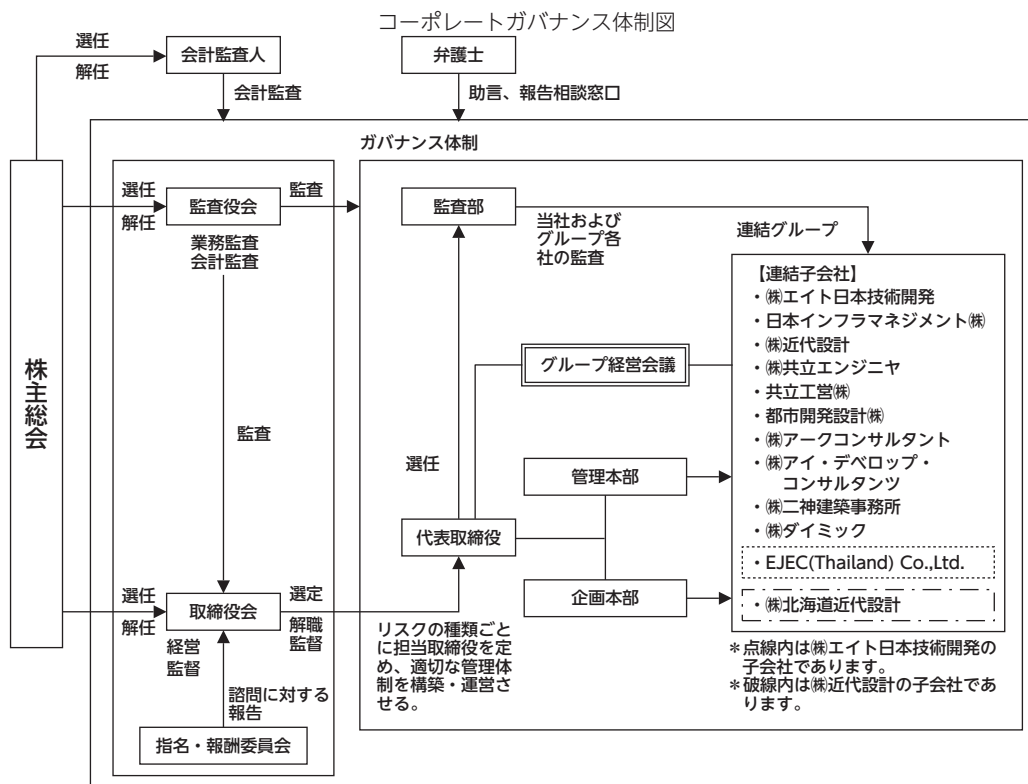 コーポレートガバナンス体制図
選任
解任
会計監査人
弁護士
会計監査
助言、報告相談窓口
ガバナンス体制
株主総会
選任
解任
監査役会
監査
業務監査
会計監査
監査部
当社および
グループ各
社の監査
連結グループ
【連結子会社】
・㈱エイト日本技術開発
・日本インフラマネジメント㈱
・㈱近代設計
・㈱共立エンジニヤ
・共立工営㈱
・都市開発設計㈱
・㈱アークコンサルタント
・㈱アイ・デベロップ・
コンサルタンツ
・㈱二神建築事務所
・㈱ダイミック
・EJEC(Thailand) Co.,Ltd.
・㈱北海道近代設計
グループ経営会議
監査
選任
管理本部
代表取締役
企画本部
選任
解任
取締役会
選定
解職
監督
経営
監督
リスクの種類ごと
に担当取締役を定
め、適切な管理体
制を構築・運営さ
せる。
諮問に対する
報告
指名・報酬委員会
＊点線内は㈱エイト日本技術開発の
子会社であります。
＊破線内は㈱近代設計の子会社であ
ります。